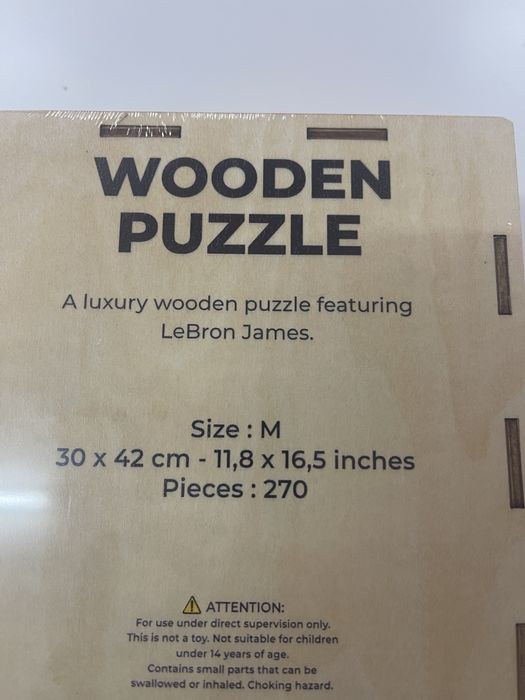 WOODEN
PUZZLE
A luxury wooden puzzle featuring
LeBron James.
Size : M
30 x 42 cm - 11,8 x 16,5 inches
Pieces : 270
⚠ ATTENTION:
For use under direct supervision only.
This is not a toy. Not suitable for children
under 14 years of age.
Contains small parts that can be
swallowed or inhaled. Choking hazard.